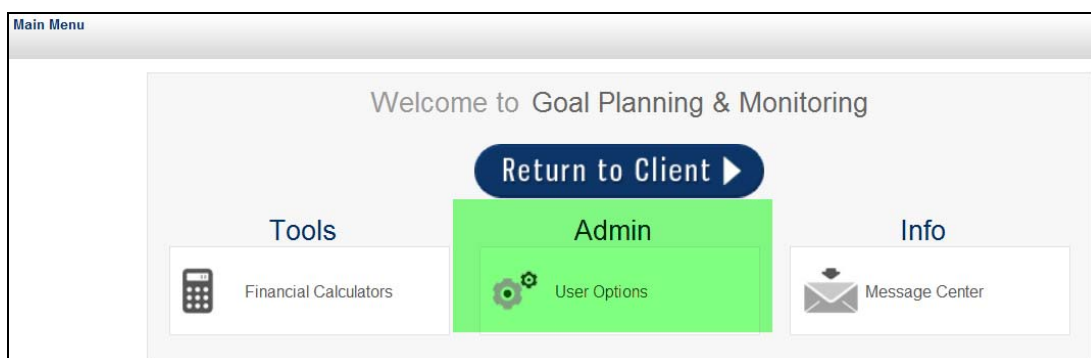 Main Menu
Welcome to Goal Planning & Monitoring
Return to Client
Tools
Admin
Info
Financial Calculators
User Options
Message Center